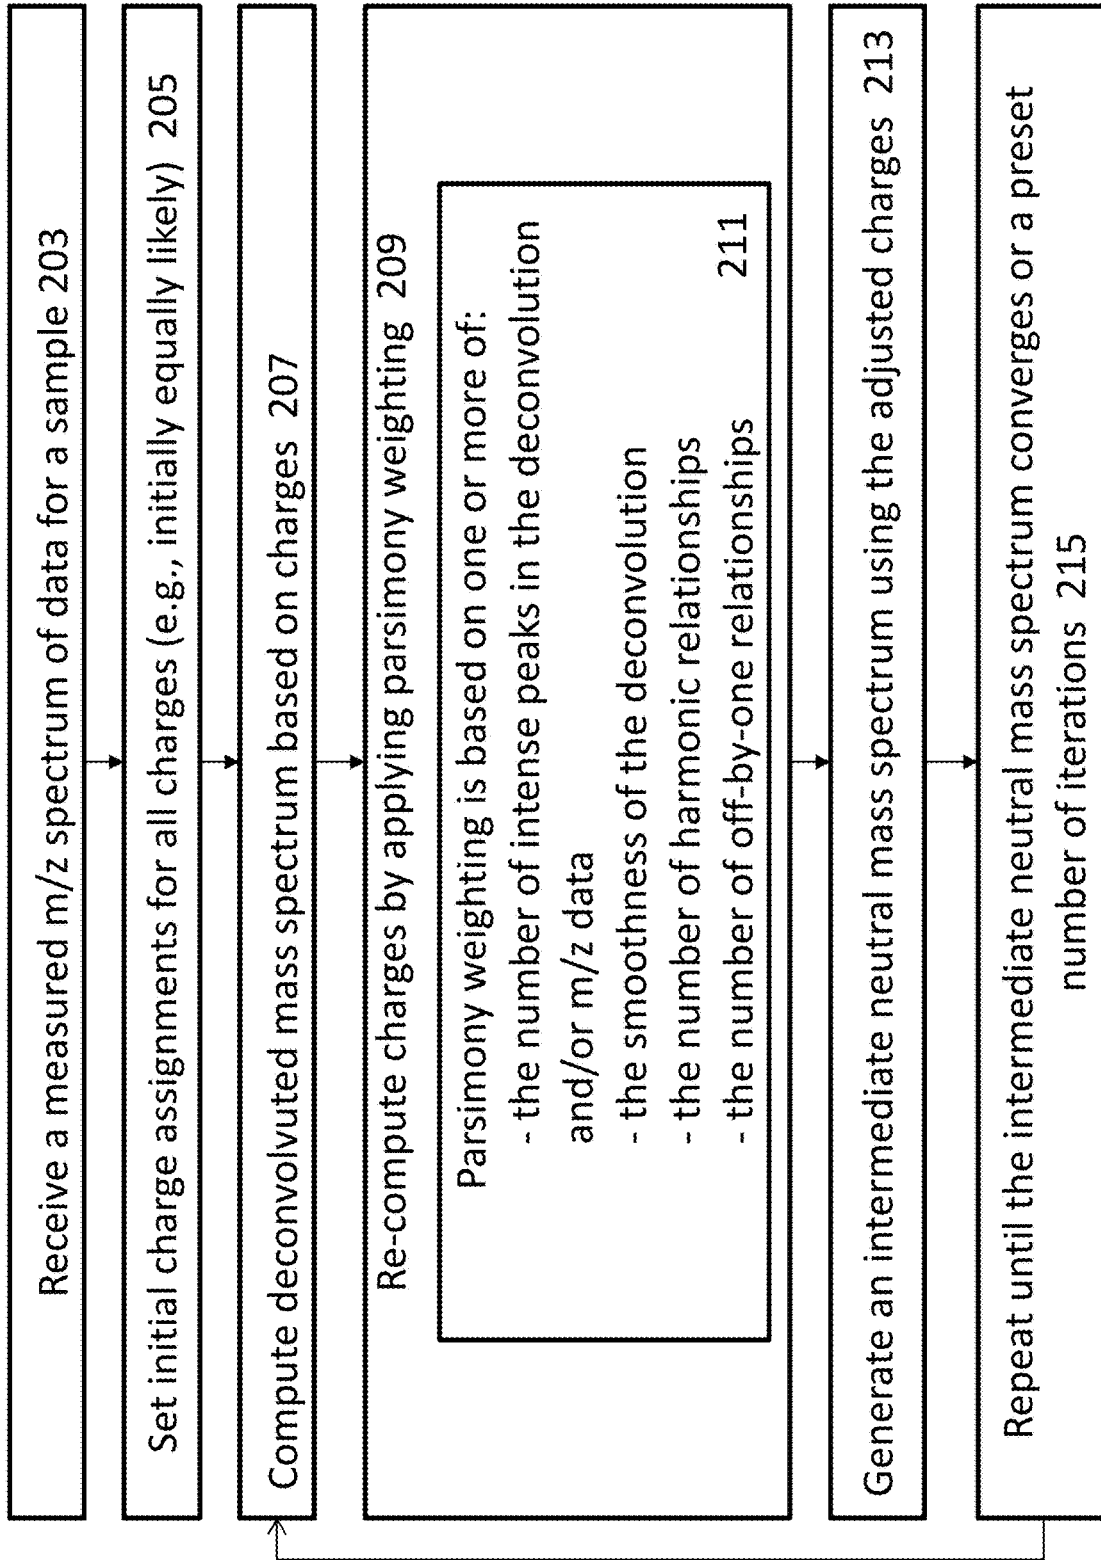 Receive a measured m/z spectrum of data for a sample 203
Set initial charge assignments for all charges (e.g., initially equally likely) 205
Compute deconvolvuted mass spectrum based on charges 207
Re-compute charges by applying parsimony weighting 209
Parsimony weighting is based on one or more of:
- the number of intense peaks in the deconvolution
and/or m/z data
- the smoothness of the deconvolution
- the number of harmonic relationships
- the number of off-by-one relationships 211
Generate an intermediate neutral mass spectrum using the adjusted charges 213
Repeat until the intermediate neutral mass spectrum converges or a preset
number of iterations 215